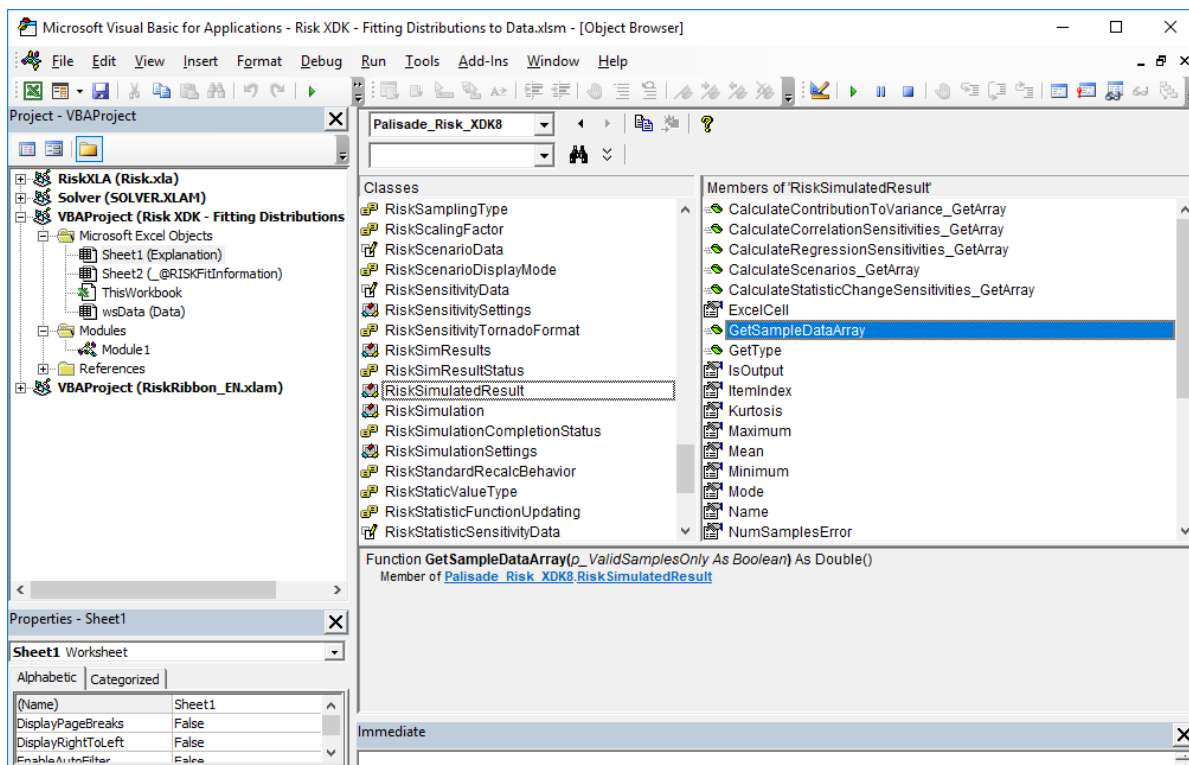 Microsoft Visual Basic for Applications - Risk XDK - Fitting Distributions to Data.xlsm - [Object Browser]
File Edit View Insert Format Debug Run Tools Add-Ins Window Help
Project - VBAProject
RiskXLA (Risk.xla)
Solver (SOLVER.XLAM)
VBAProject (Risk XDK - Fitting Distributions
Microsoft Excel Objects
Sheet1 (Explanation)
Sheet2 (_@RISKFitInformation)
ThisWorkbook
wsData (Data)
Modules
Module1
References
VBAProject (RiskRibbon_EN.xlam)
Properties - Sheet1
Sheet1 Worksheet
Alphabetic Categorized
(Name) Sheet1
DisplayPageBreaks False
DisplayRightToLeft False
EnableAutoFilter False
Palisade_Risk_XDK8
Classes
RiskSamplingType
RiskScalingFactor
RiskScenarioData
RiskScenarioDisplayMode
RiskSensitivityData
RiskSensitivitySettings
RiskSensitivityTornadoFormat
RiskSimResults
RiskSimResultStatus
RiskSimulatedResult
RiskSimulation
RiskSimulationCompletionStatus
RiskSimulationSettings
RiskStandardRecalcBehavior
RiskStaticValueType
RiskStatisticFunctionUpdating
RiskStatisticSensitivityData
Members of 'RiskSimulatedResult'
CalculateContributionToVariance_GetArray
CalculateCorrelationSensitivities_GetArray
CalculateRegressionSensitivities_GetArray
CalculateScenarios_GetArray
CalculateStatisticChangeSensitivities_GetArray
ExcelCell
GetSampleDataArray
GetType
IsOutput
ItemIndex
Kurtosis
Maximum
Mean
Minimum
Mode
Name
NumSamplesError
Function GetSampleDataArray(p_ValidSamplesOnly As Boolean) As Double()
Member of Palisade_Risk_XDK8.RiskSimulatedResult
Immediate